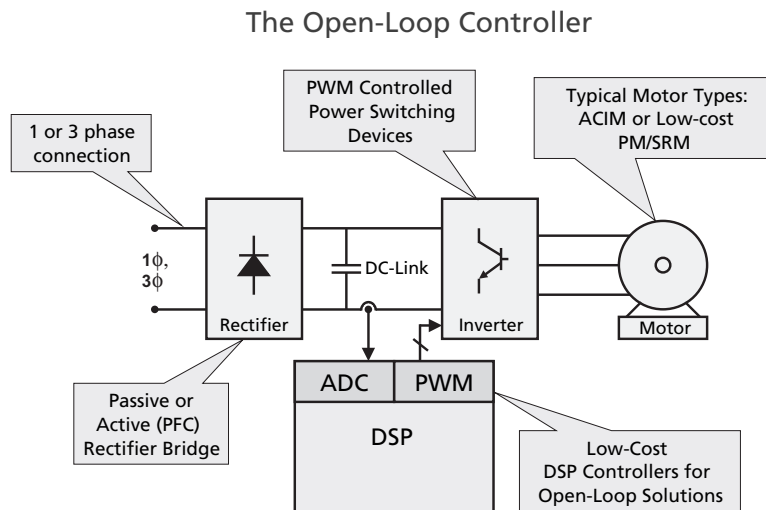 The Open-Loop Controller
PWM Controlled
Power Switching
Devices
Typical Motor Types:
ACIM or Low-cost
PM/SRM
1 or 3 phase
connection
1ϕ,
3ϕ
DC-Link
Rectifier
Inverter
Motor
ADC
PWM
DSP
Passive or
Active (PFC)
Rectifier Bridge
Low-Cost
DSP Controllers for
Open-Loop Solutions